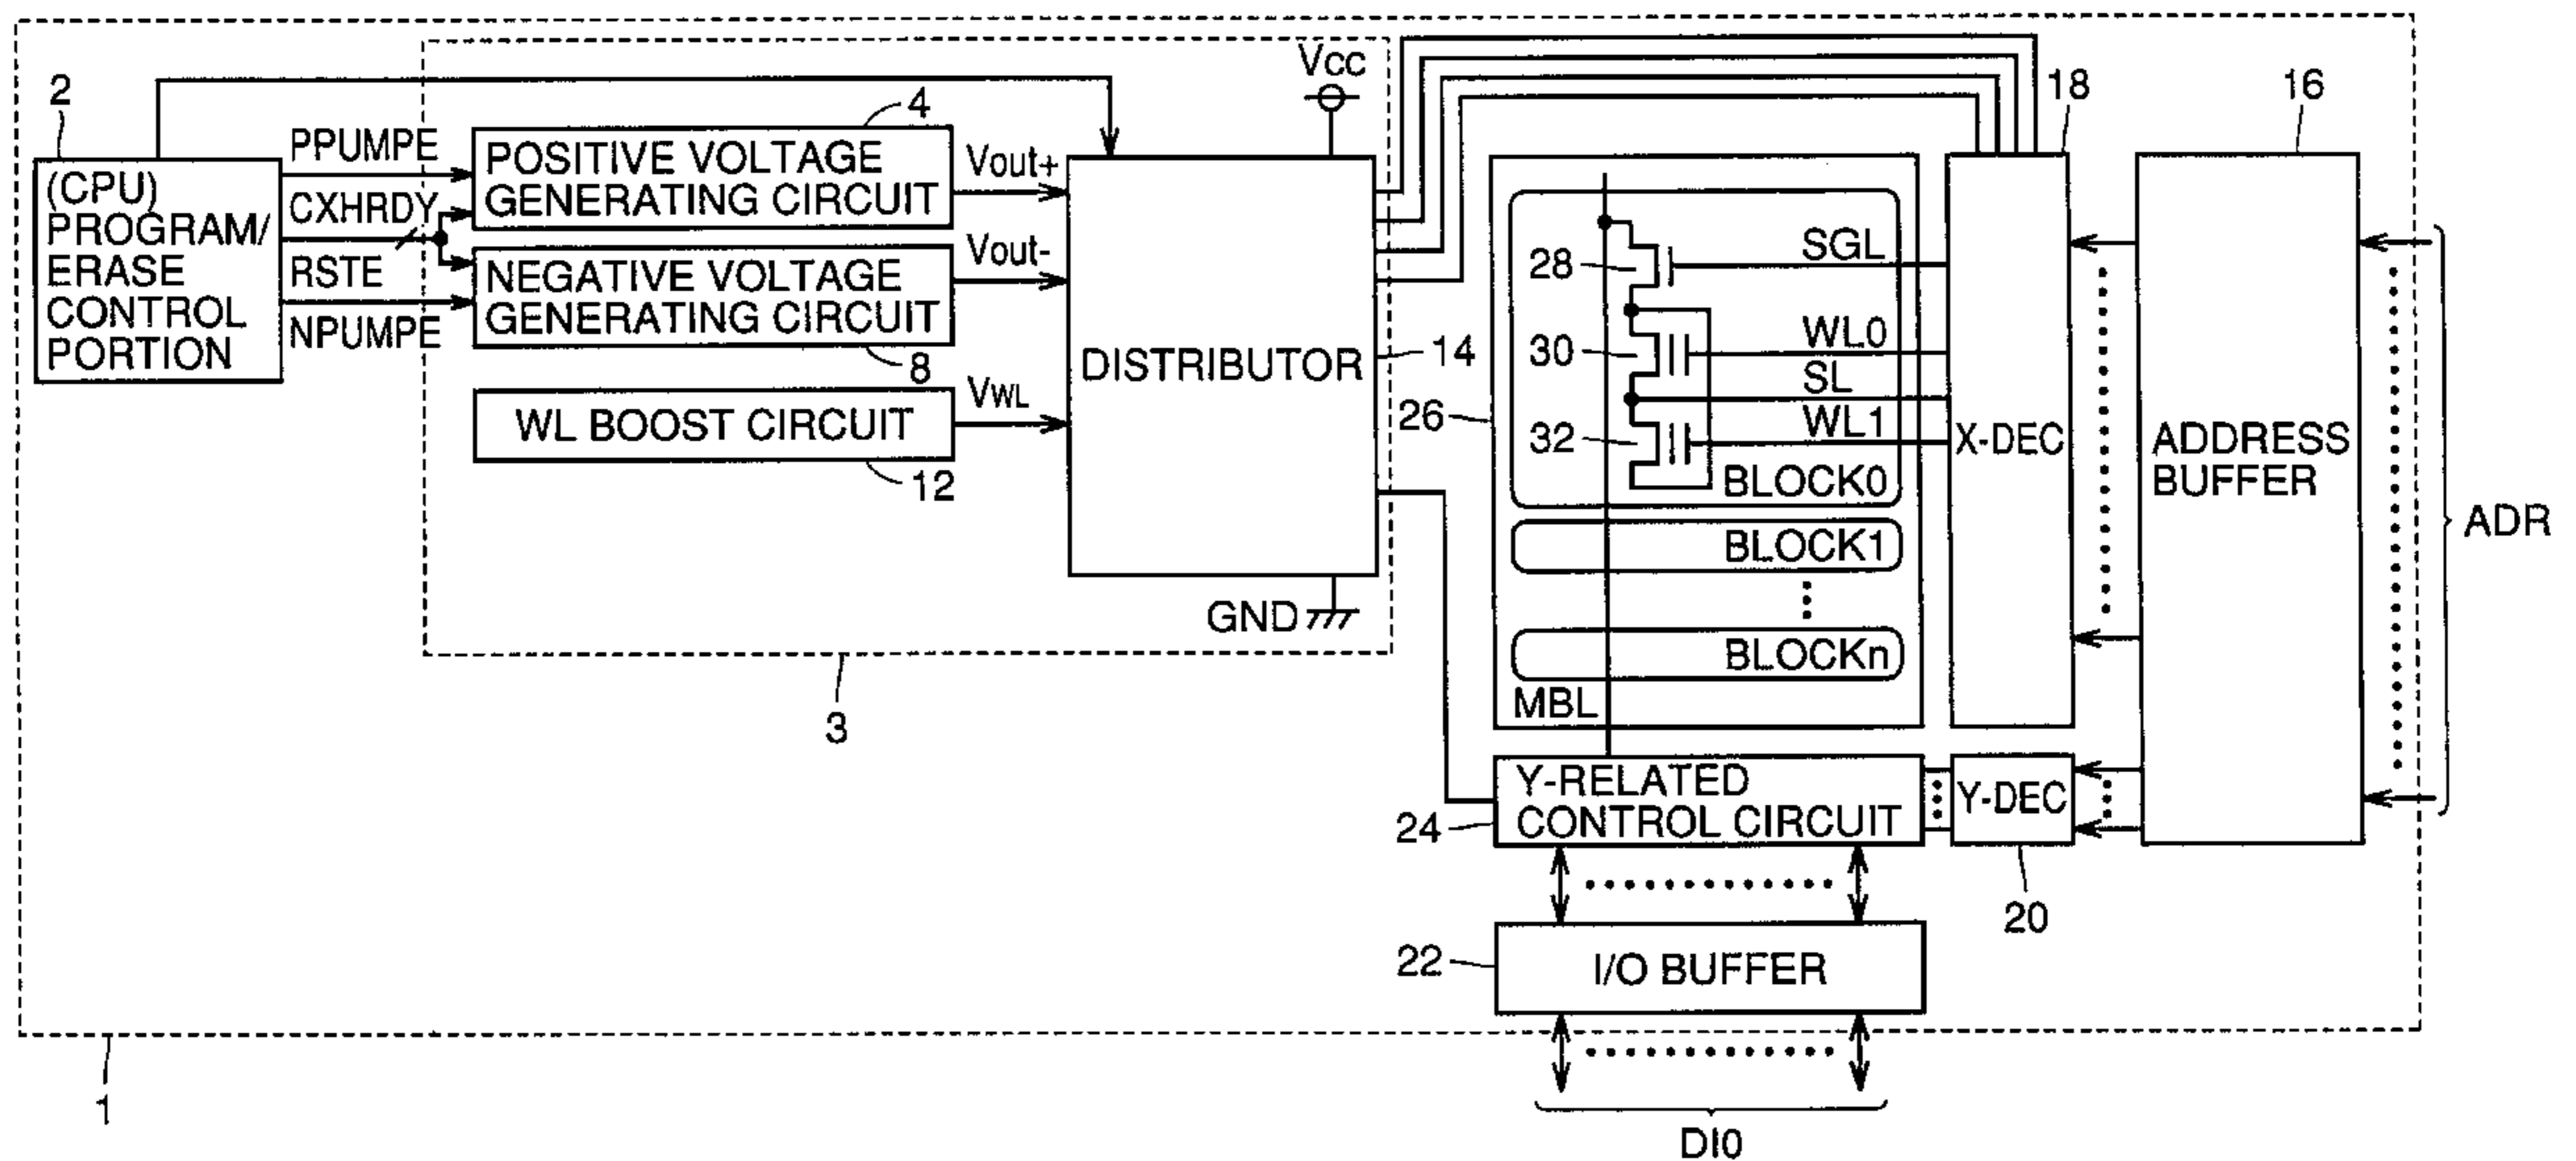 2
(CPU)
PROGRAM/
ERASE
CONTROL
PORTION
PPUMPE
CXHRDY
RSTE
NPUMPE
4
POSITIVE VOLTAGE
GENERATING CIRCUIT
NEGATIVE VOLTAGE
GENERATING CIRCUIT
8
WL BOOST CIRCUIT
12
Vout+
Vout-
VWL
VCC
DISTRIBUTOR
14
GND
3
1
28
30
26
32
SGL
WL0
SL
WL1
BLOCK0
BLOCK1
BLOCKn
MBL
18
X-DEC
16
ADDRESS
BUFFER
ADR
Y-RELATED
CONTROL CIRCUIT
24
Y-DEC
20
22
I/O BUFFER
DI0